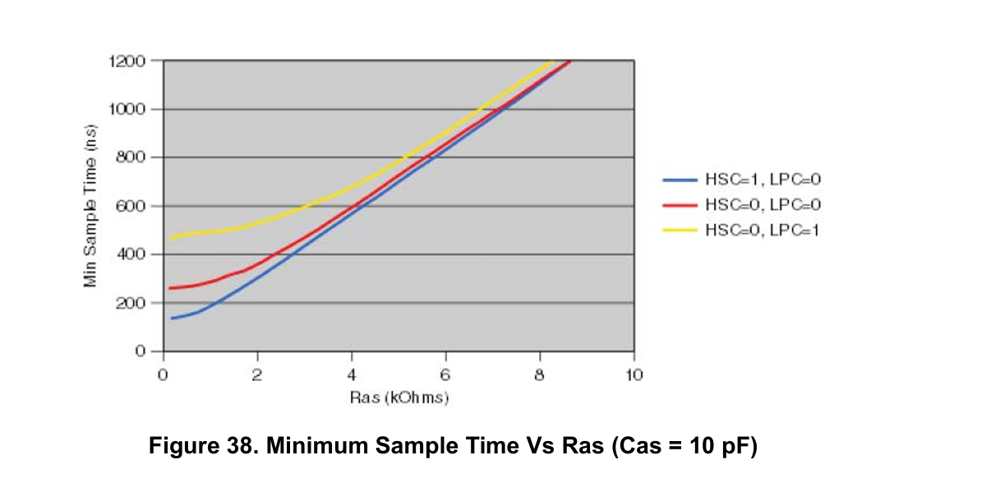 1200
1000
800
600
400
200
0
Min Sample Time (ns)
0 2 4 6 8 10
Ras (kOhms)
HSC=1, LPC=0
HSC=0, LPC=0
HSC=0, LPC=1
Figure 38. Minimum Sample Time Vs Ras (Cas = 10 pF)